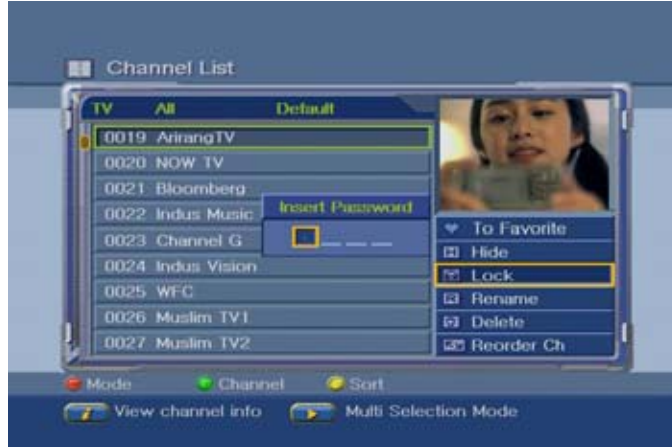 Channel List
TV All Default
0019 ArirangTV
0020 NOW TV
0021 Bloomberg
0022 Indus Music
0023 Channel G
0024 Indus Vision
0025 WFC
0026 Muslim TV1
0027 Muslim TV2
Insert Password
To Favorite
Hide
Lock
Rename
Delete
Reorder Ch
Mode Channel Sort
i View channel info Multi Selection Mode